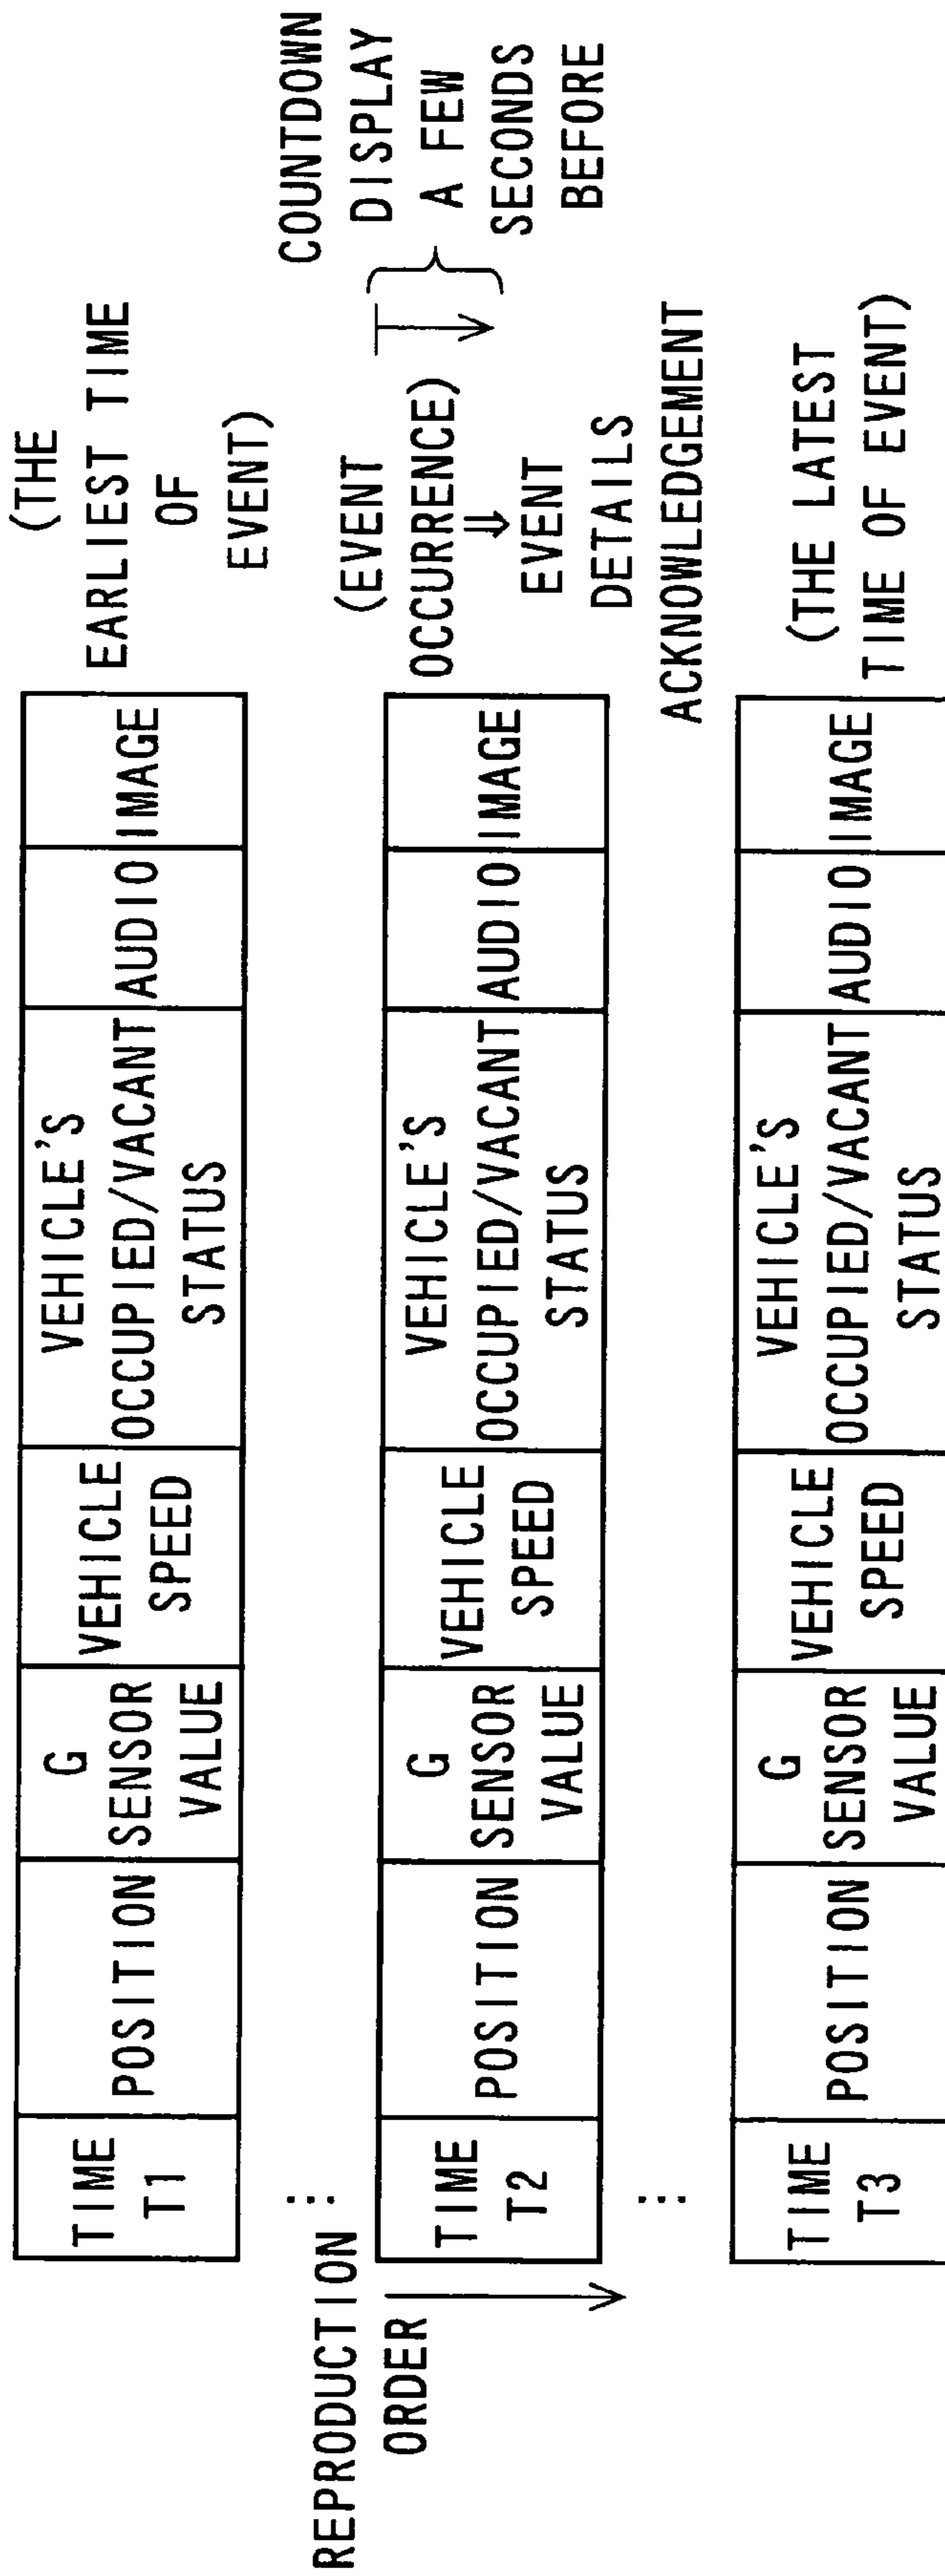 TIME
T1
POSITION
G
SENSOR
VALUE
VEHICLE
SPEED
VEHICLE'S
OCCUPIED/VACANT
STATUS
AUDIO
IMAGE
(THE
EARLIEST TIME
OF
EVENT)
REPRODUCTION
ORDER
TIME
T2
POSITION
G
SENSOR
VALUE
VEHICLE
SPEED
VEHICLE'S
OCCUPIED/VACANT
STATUS
AUDIO
IMAGE
(EVENT
OCCURRENCE)
⇒
EVENT
DETAILS
ACKNOWLEDGEMENT
COUNTDOWN
DISPLAY
A FEW
SECONDS
BEFORE
TIME
T3
POSITION
G
SENSOR
VALUE
VEHICLE
SPEED
VEHICLE'S
OCCUPIED/VACANT
STATUS
AUDIO
IMAGE
(THE LATEST
TIME OF EVENT)